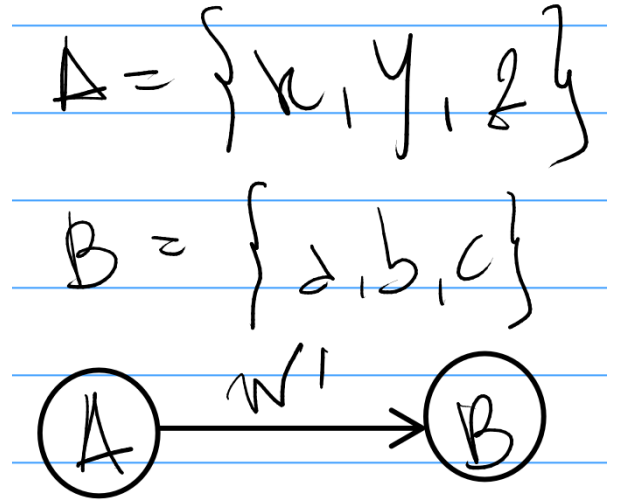 A = {x, y, z}
B = {a, b, c}
W1
A B